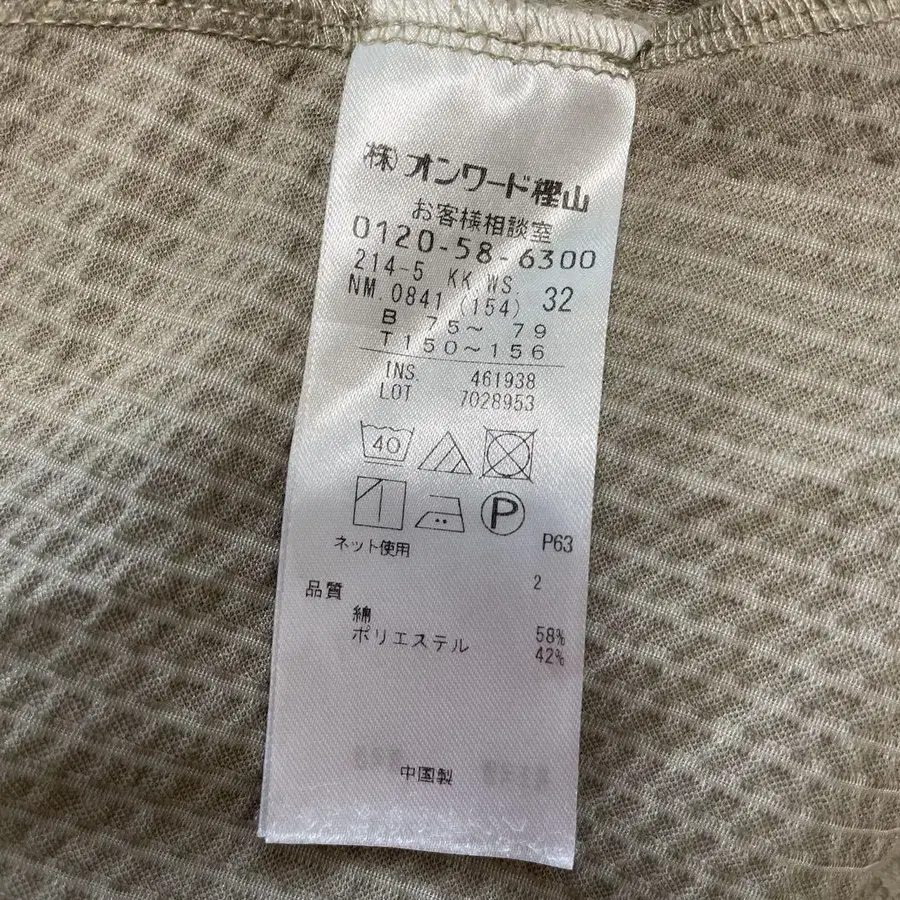 (株)オンワード樫山
お客様相談室
0120-58-6300
214-5 KK WS.
NM.0841 (154) 32
B 75～ 79
T150～156
INS. 461938
LOT 7028953
40
P
ネット使用 P63
品質 2
綿 58%
ポリエステル 42%
中国製